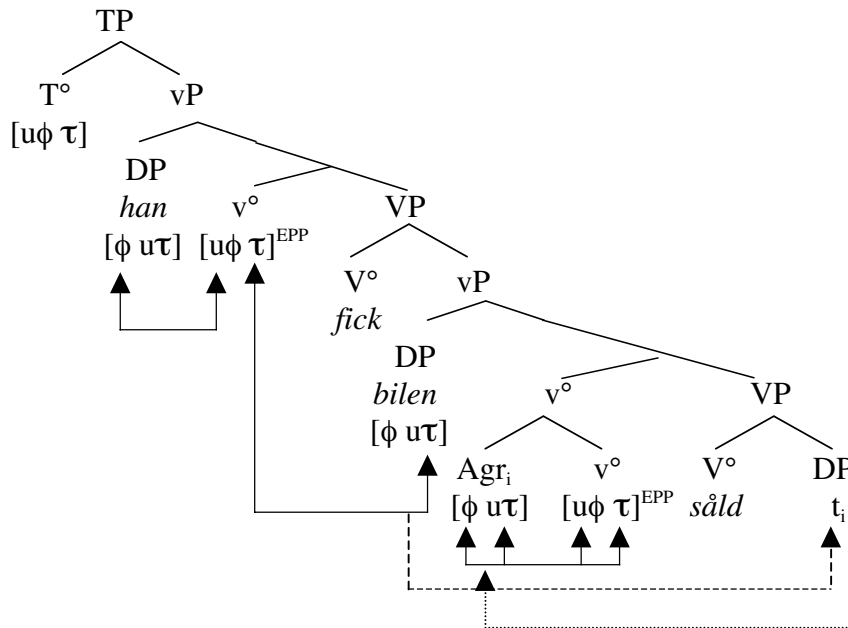 TP
T° vP
[uϕ τ]
DP
han v° VP
[ϕ uτ] [uϕ τ]EPP
V° vP
fick
DP
bilen v° VP
[ϕ uτ]
Agri v° V° DP
[ϕ uτ] [uϕ τ]EPP såld ti